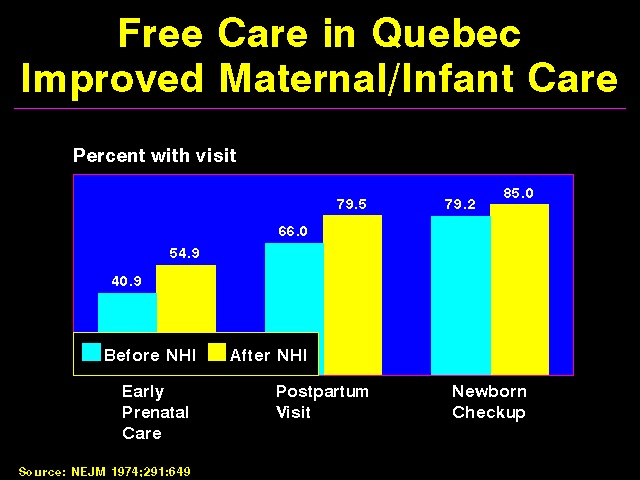 Free Care in Quebec
Improved Maternal/Infant Care
Percent with visit
40.9
54.9
66.0
79.5
79.2
85.0
Before NHI
After NHI
Early
Prenatal
Care
Postpartum
Visit
Newborn
Checkup
Source: NEJM 1974;291:649